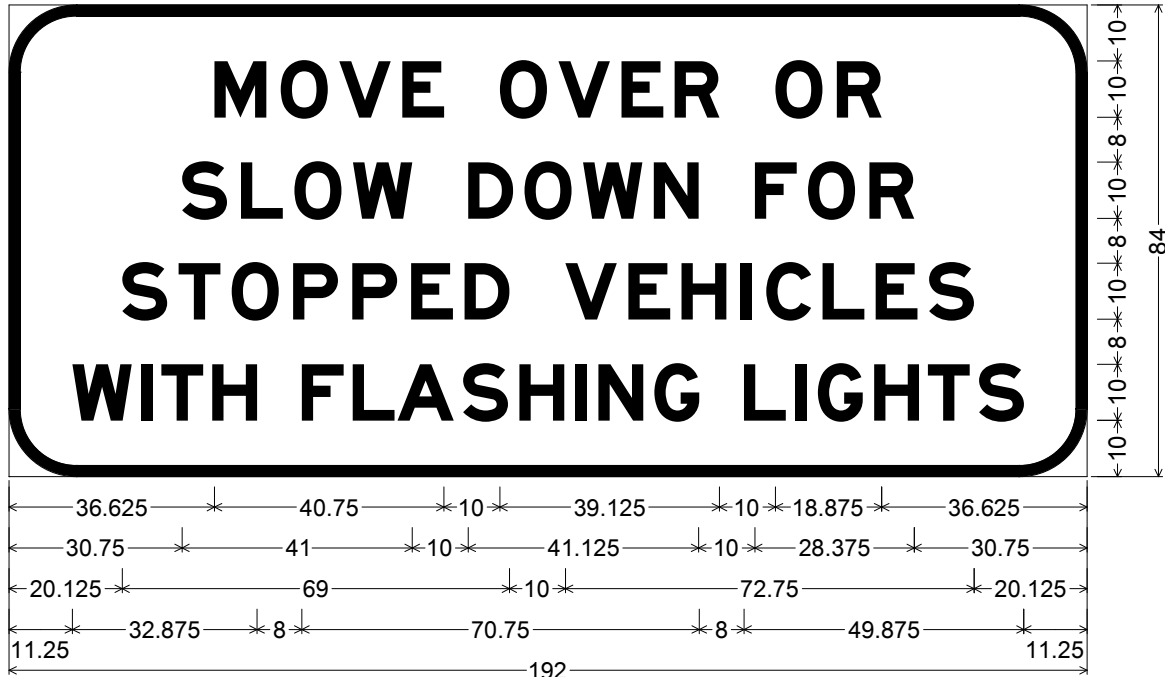 MOVE OVER OR
SLOW DOWN FOR
STOPPED VEHICLES
WITH FLASHING LIGHTS
10
10
8
10
8
10
8
10
10
84
36.625 40.75 10 39.125 10 18.875 36.625
30.75 41 10 41.125 10 28.375 30.75
20.125 69 10 72.75 20.125
11.25 32.875 8 70.75 8 49.875 11.25
192